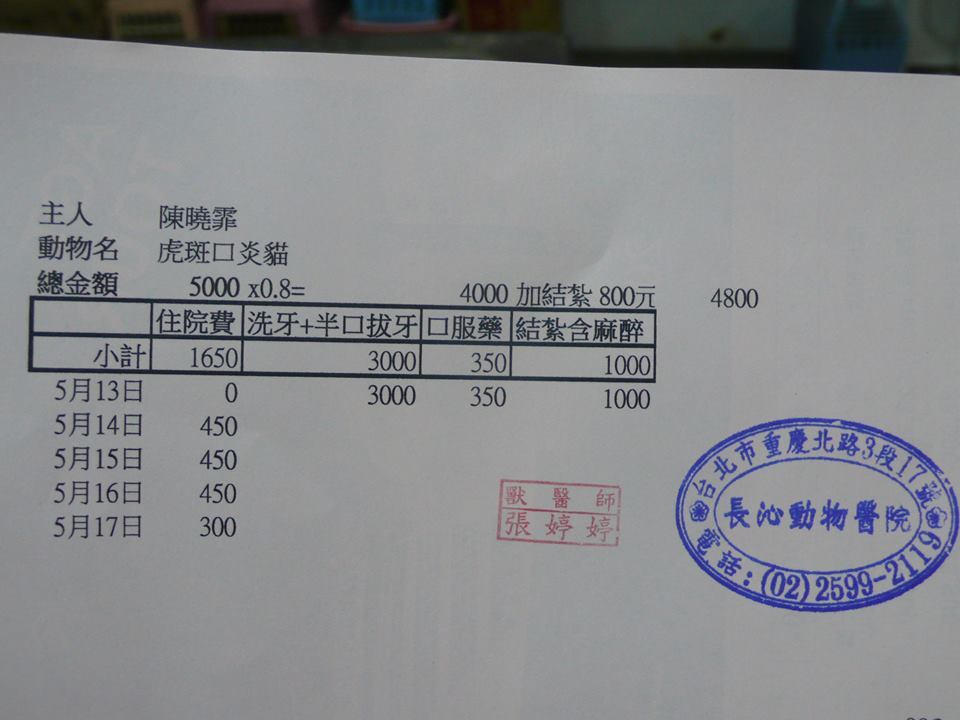 主人 陳曉霏
動物名 虎斑口炎貓
總金額 5000 x0.8= 4000 加結紮 800元 4800
住院費 洗牙+半口拔牙 口服藥 結紮含麻醉
小計 1650 3000 350 1000
5月13日 0 3000 350 1000
5月14日 450
5月15日 450
5月16日 450
5月17日 300
獸醫師
張婷婷
台北市重慶北路3段17號
長沁動物醫院
電話:(02)2599-2119